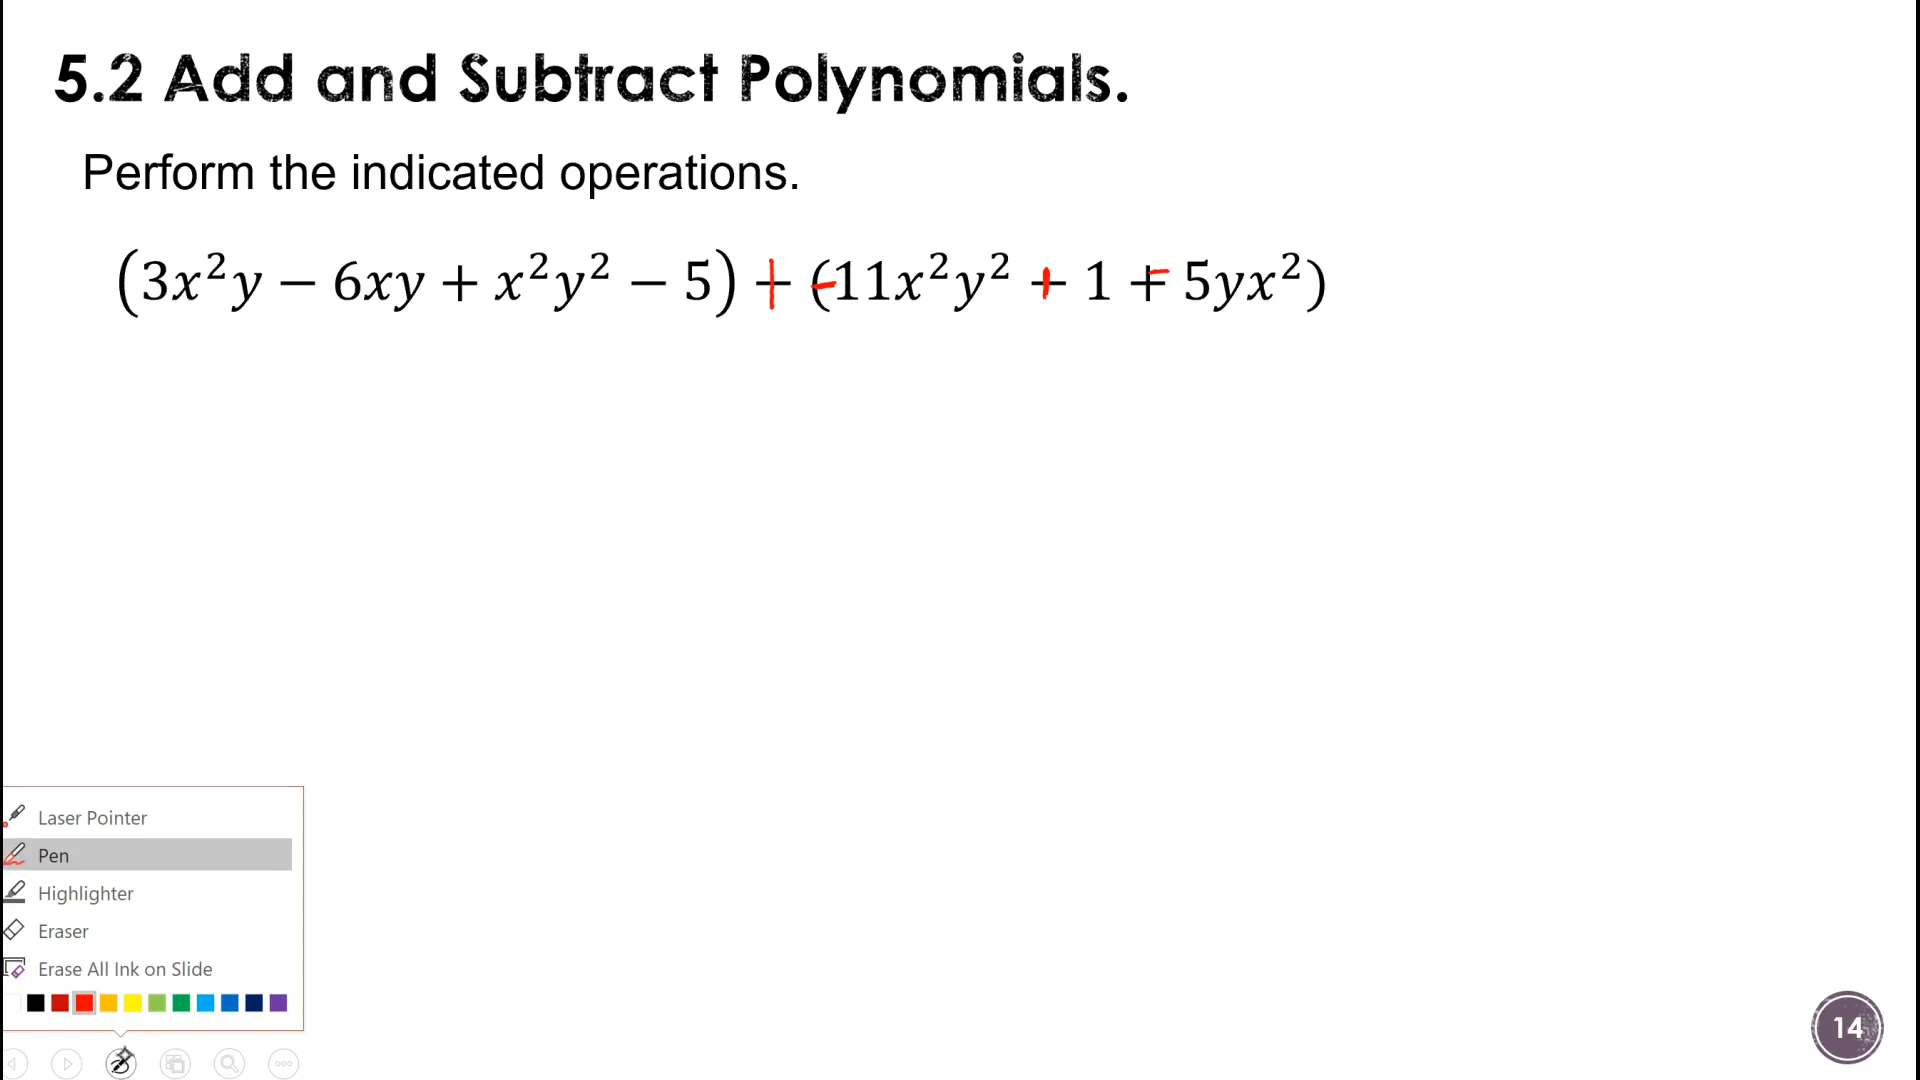 5.2 Add and Subtract Polynomials.
Perform the indicated operations.
(3x²y − 6xy + x²y² − 5) + (-11x²y² + 1 + 5yx²)
Laser Pointer
Pen
Highlighter
Eraser
Erase All Ink on Slide
14